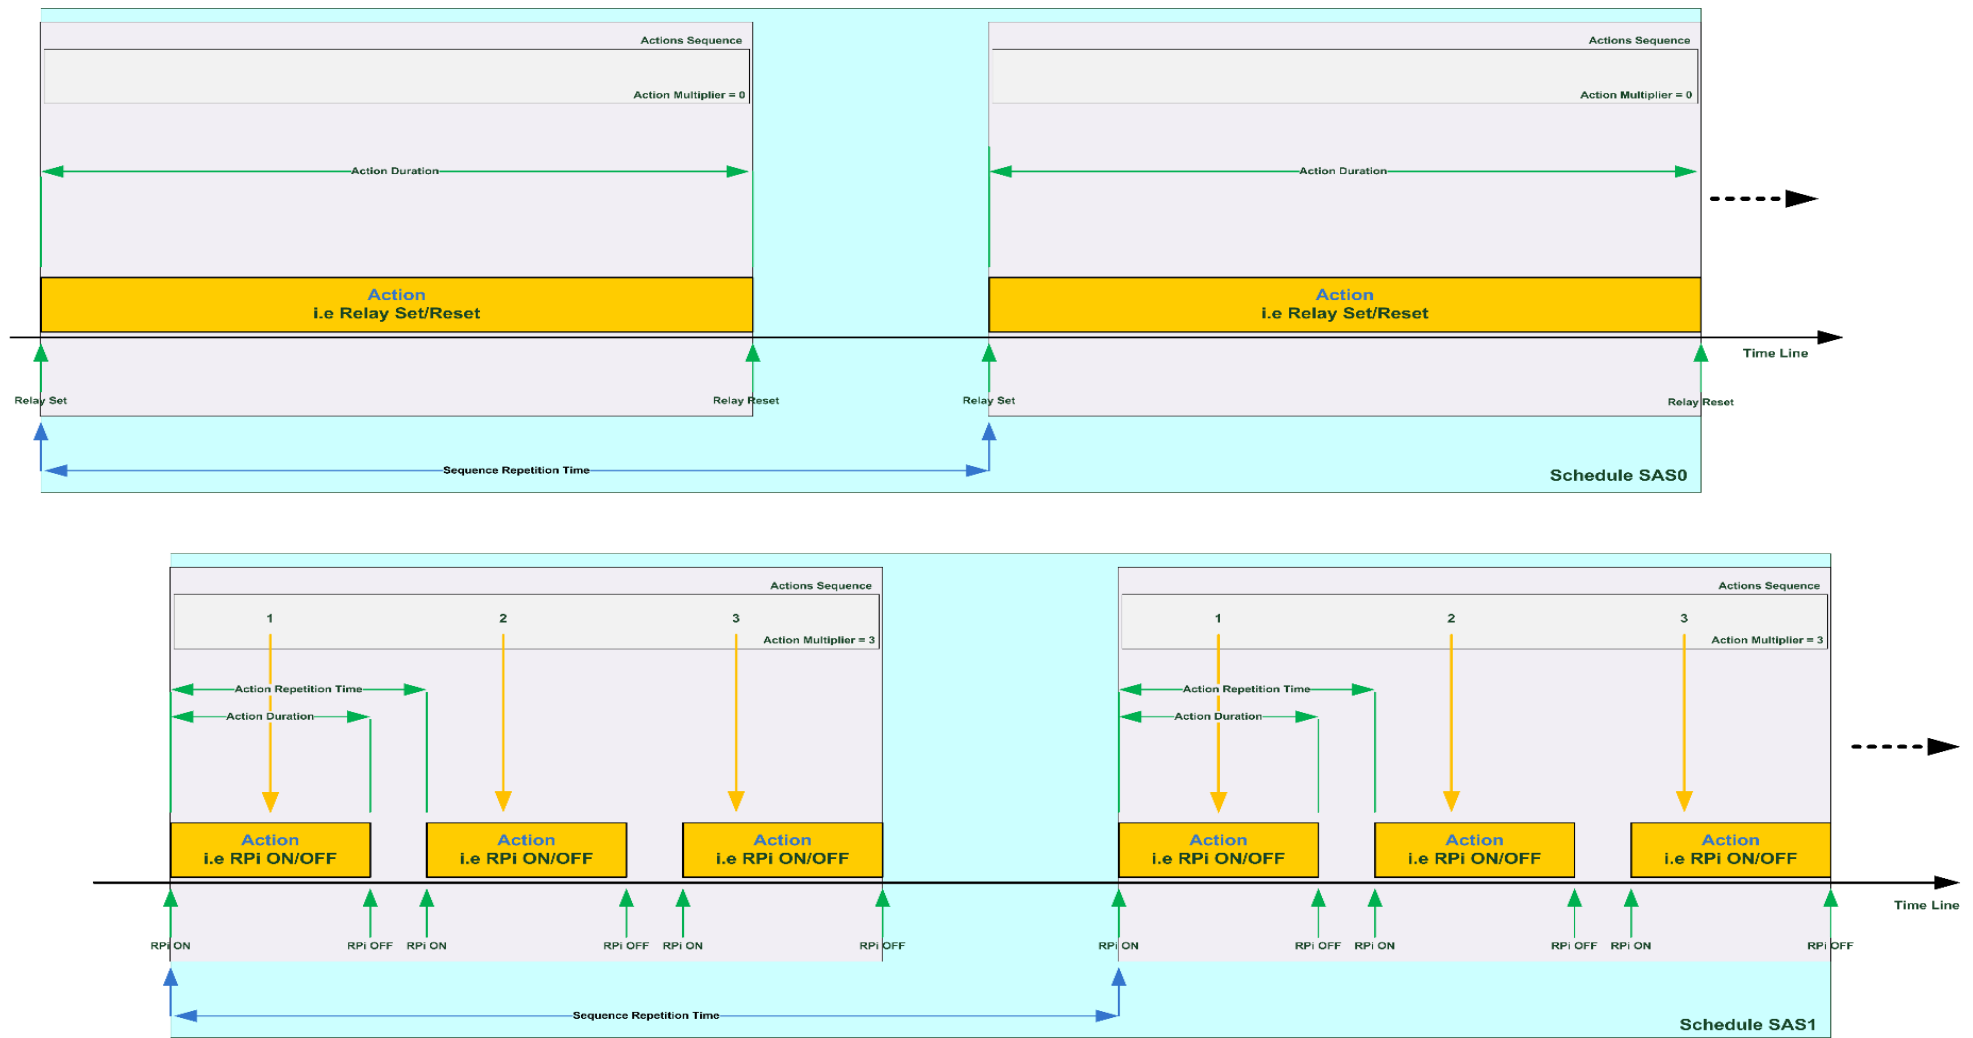 Actions Sequence
Actions Sequence
Action Multiplier = 0
Action Multiplier = 0
Action Duration
Action Duration
Action
i.e Relay Set/Reset
Action
i.e Relay Set/Reset
Time Line
Relay Set
Relay Reset
Relay Set
Relay Reset
Sequence Repetition Time
Schedule SAS0
Actions Sequence
Actions Sequence
1
2
3
1
2
3
Action Multiplier = 3
Action Multiplier = 3
Action Repetition Time
Action Repetition Time
Action Duration
Action Duration
Action
i.e RPi ON/OFF
Action
i.e RPi ON/OFF
Action
i.e RPi ON/OFF
Action
i.e RPi ON/OFF
Action
i.e RPi ON/OFF
Action
i.e RPi ON/OFF
Time Line
RPi ON
RPi OFF
RPi ON
RPi OFF
RPi ON
RPi OFF
RPi ON
RPi OFF
RPi ON
RPi OFF
RPi ON
RPi OFF
Sequence Repetition Time
Schedule SAS1